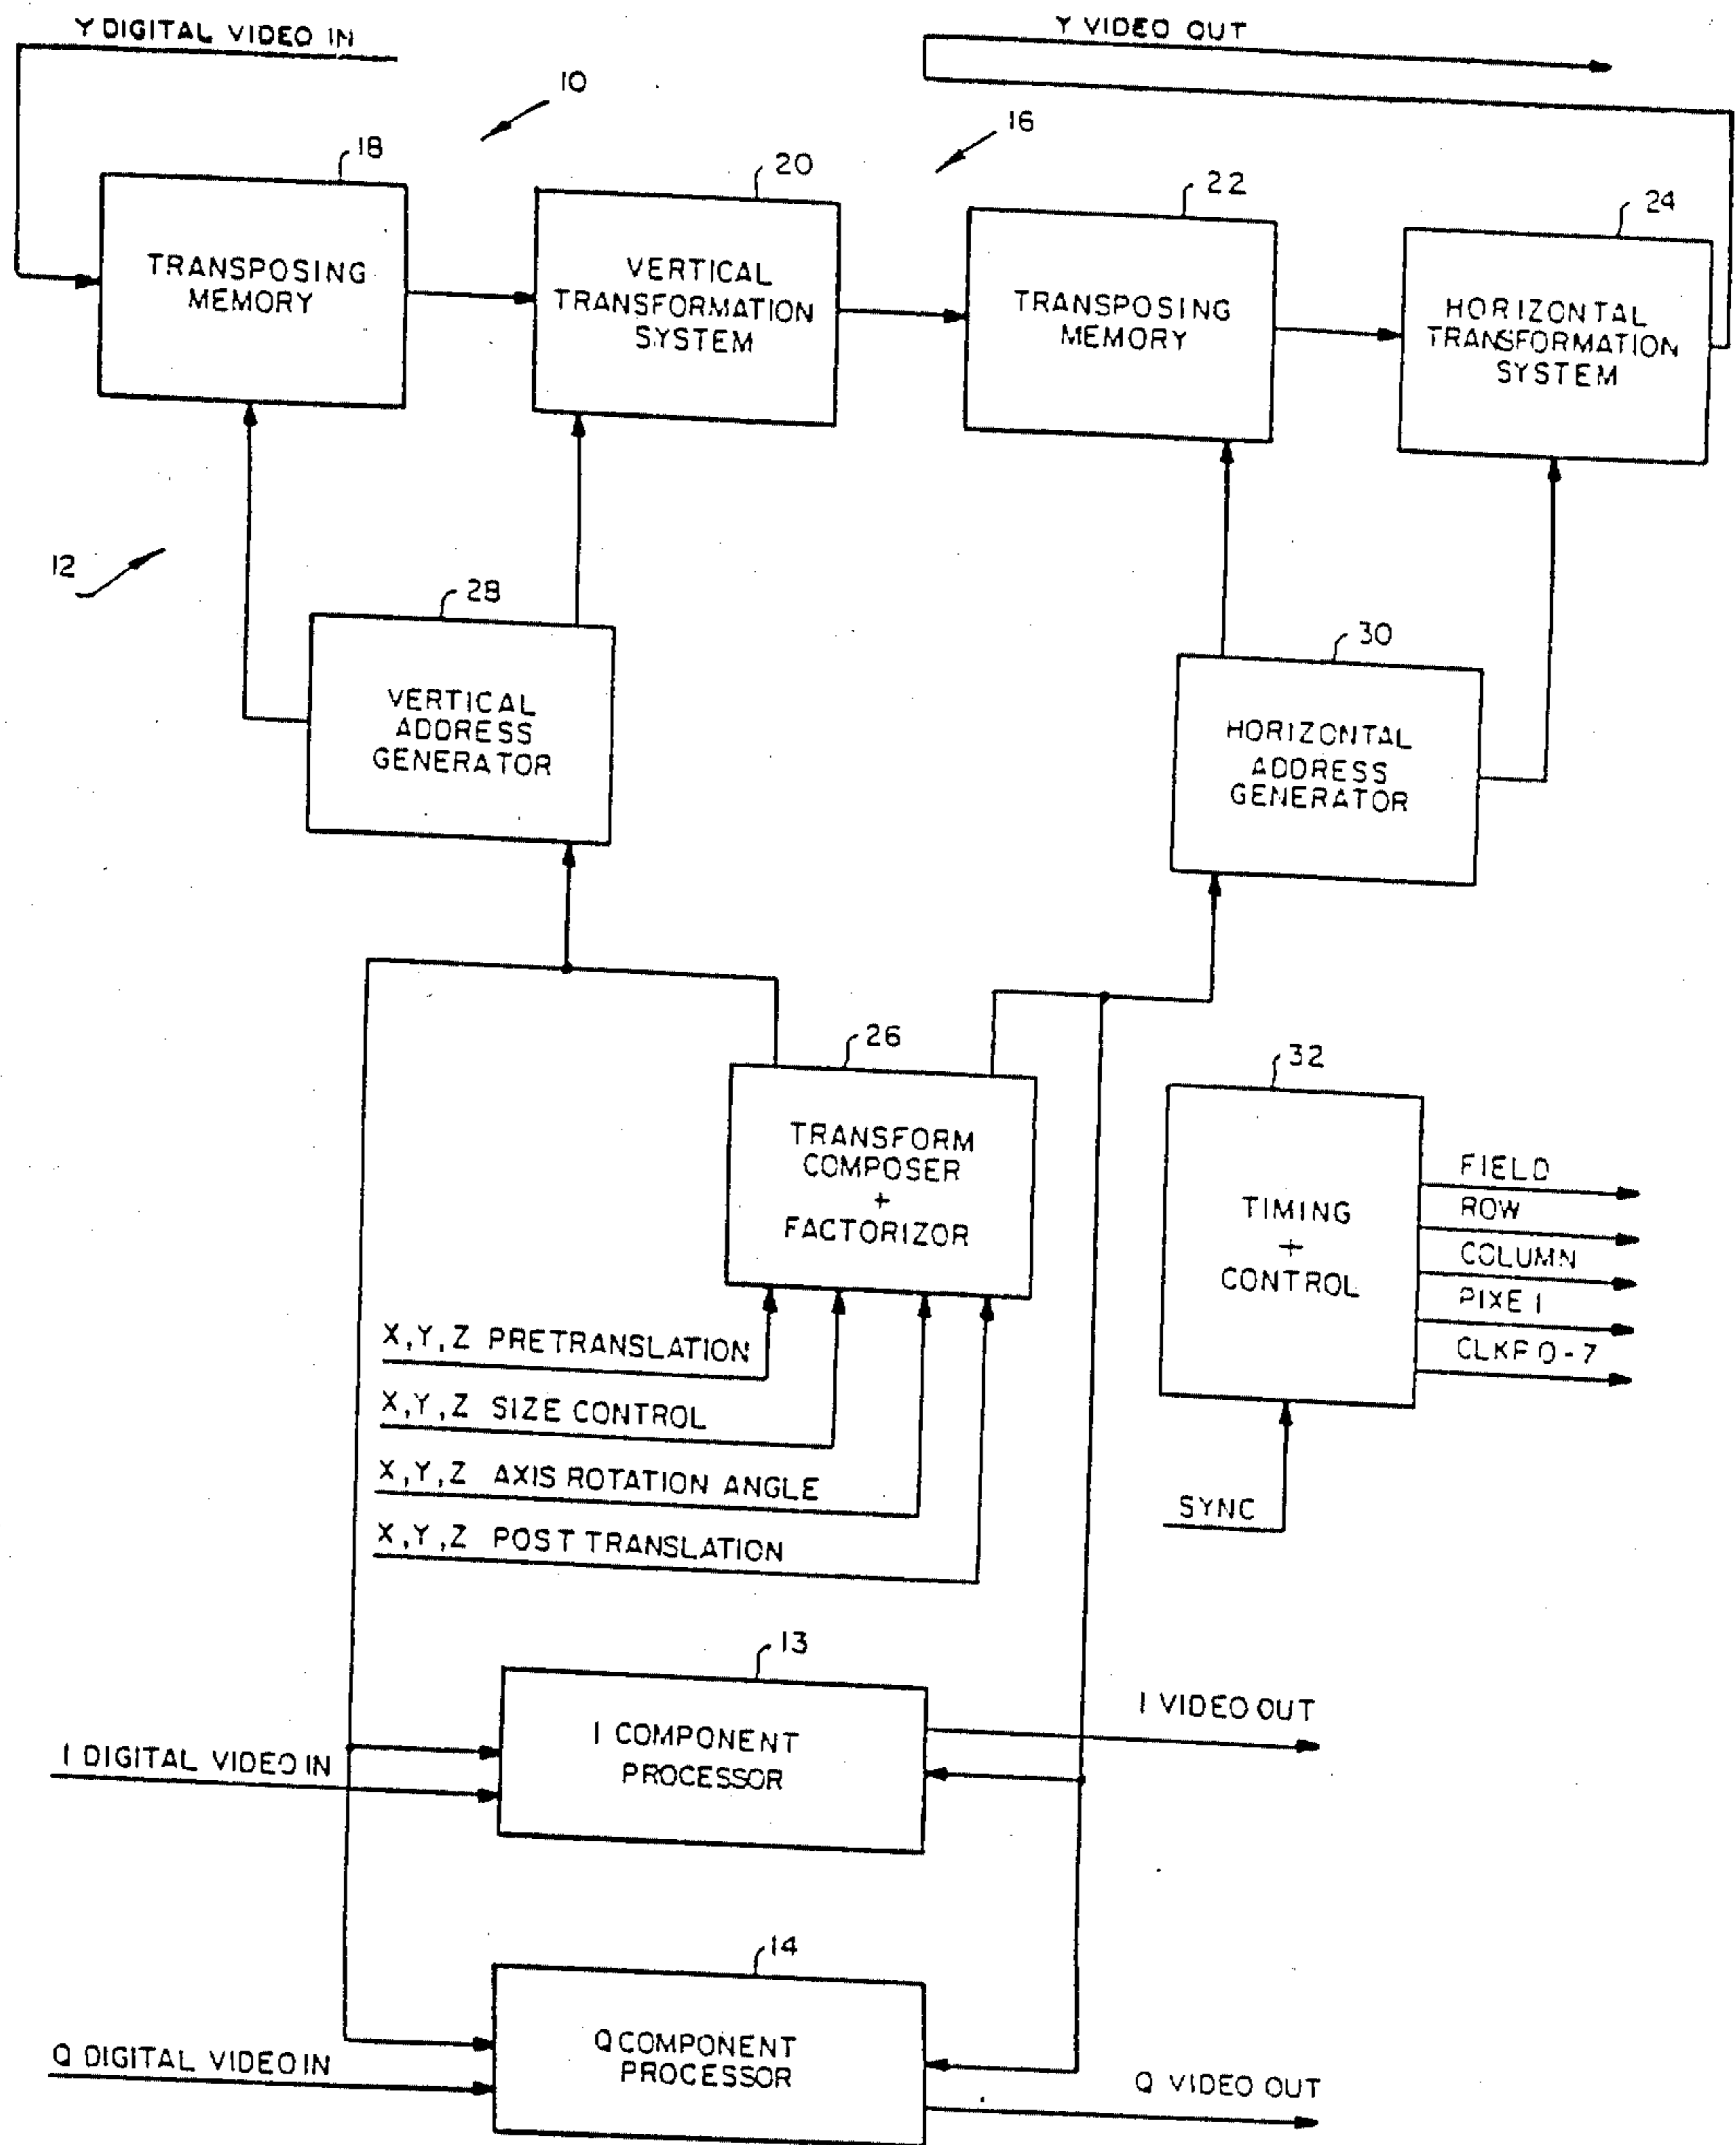 Y DIGITAL VIDEO IN
Y VIDEO OUT
10
16
18
20
22
24
TRANSPOSING
MEMORY
VERTICAL
TRANSFORMATION
SYSTEM
TRANSPOSING
MEMORY
HORIZONTAL
TRANSFORMATION
SYSTEM
12
28
30
VERTICAL
ADDRESS
GENERATOR
HORIZONTAL
ADDRESS
GENERATOR
26
32
TRANSFORM
COMPOSER
+
FACTORIZOR
TIMING
+
CONTROL
FIELD
ROW
COLUMN
PIXEl
CLKP0-7
X,Y,Z PRETRANSLATION
X,Y,Z SIZE CONTROL
X,Y,Z AXIS ROTATION ANGLE
X,Y,Z POST TRANSLATION
SYNC
13
I COMPONENT
PROCESSOR
I DIGITAL VIDEO IN
I VIDEO OUT
14
Q COMPONENT
PROCESSOR
Q DIGITAL VIDEO IN
Q VIDEO OUT